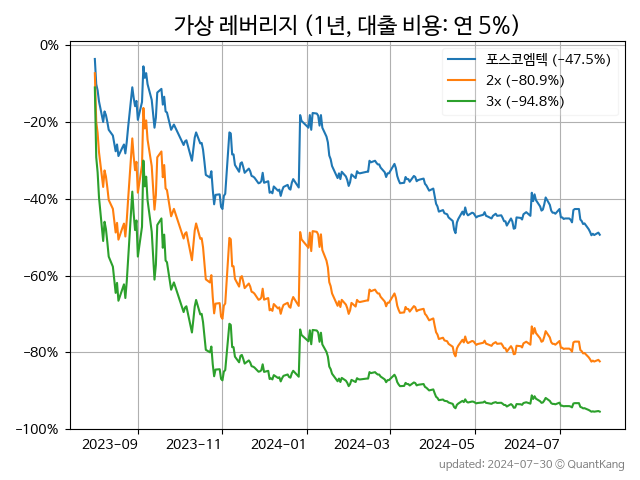 가상 레버리지 (1년, 대출 비용: 연 5%)
포스코엠텍 (−47.5%)
2x (−80.9%)
3x (−94.8%)
0%
−20%
−40%
−60%
−80%
−100%
2023-09 2023-11 2024-01 2024-03 2024-05 2024-07
updated: 2024-07-30 © QuantKang